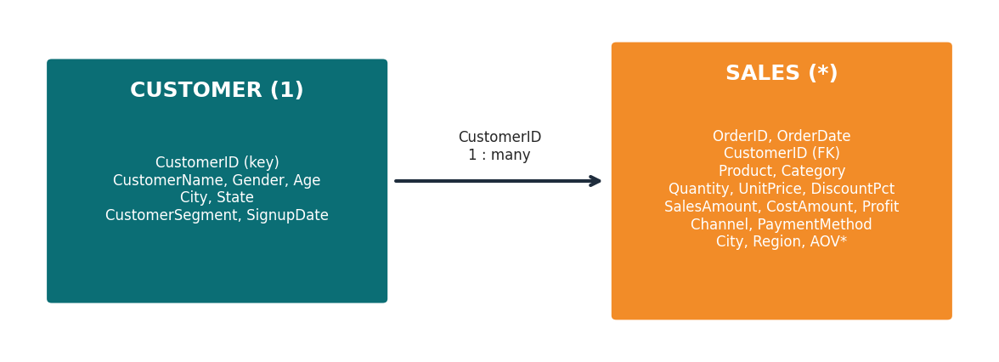 CUSTOMER (1)
CustomerID (key)
CustomerName, Gender, Age
City, State
CustomerSegment, SignupDate
CustomerID
1 : many
SALES (*)
OrderID, OrderDate
CustomerID (FK)
Product, Category
Quantity, UnitPrice, DiscountPct
SalesAmount, CostAmount, Profit
Channel, PaymentMethod
City, Region, AOV*